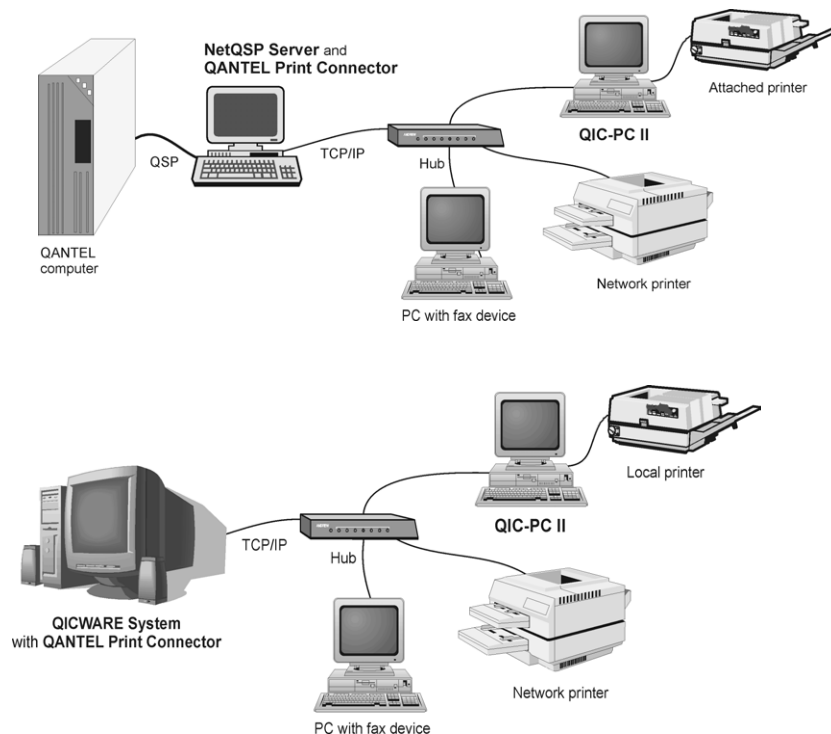 NetQSP Server and
QANTEL Print Connector
Attached printer
QIC-PC II
QSP
TCP/IP
Hub
QANTEL
computer
Network printer
PC with fax device
Local printer
QIC-PC II
TCP/IP
Hub
QICWARE System
with QANTEL Print Connector
Network printer
PC with fax device